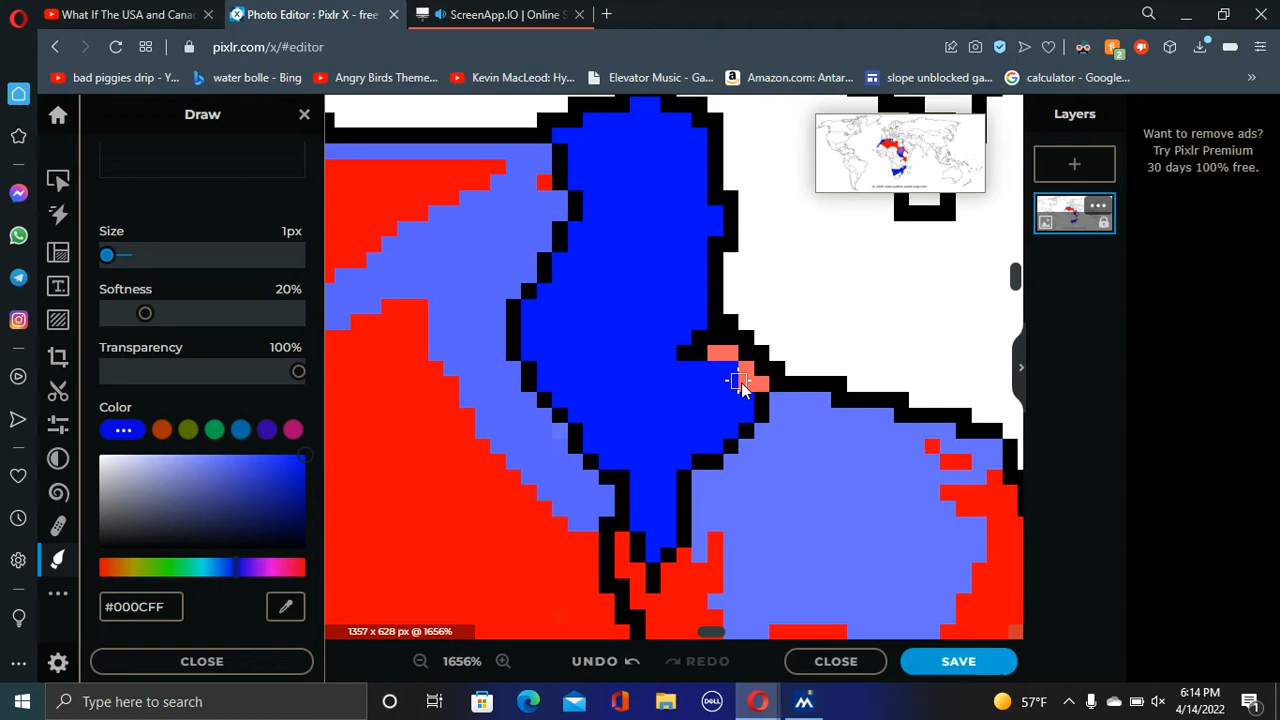 What If The USA and Canac
Photo Editor : Pixlr X - free
ScreenApp.IO | Online S
pixlr.com/x/#editor
bad piggies drip - Y...
water bolle - Bing
Angry Birds Theme...
Kevin MacLeod: Hy...
Elevator Music - Ga...
Amazon.com: Antar...
slope unblocked ga...
calculator - Google...
2
Draw
Layers
Want to remove ads?
Try Pixlr Premium
30 days 100% free.
Size
1px
Softness
20%
Transparency
100%
Color
#000CFF
CLOSE
1357 x 628 px @ 1656%
1656%
UNDO
REDO
CLOSE
SAVE
Type here to search
DELL
57°F
6:14 PM
4/14/2022
1